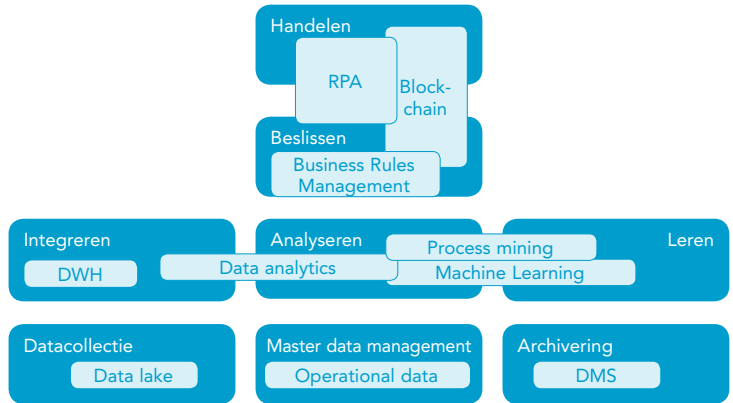 Handelen
RPA
Block-
chain
Beslissen
Business Rules
Management
Integreren
Analyseren
Leren
Process mining
Data analytics
DWH
Machine Learning
Datacollectie
Master data management
Archivering
Data lake
Operational data
DMS